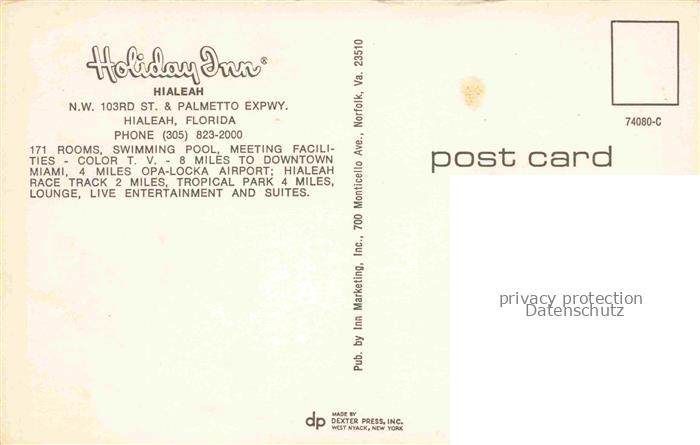 Holiday Inn®
HIALEAH
N.W. 103RD ST. & PALMETTO EXPWY.
HIALEAH, FLORIDA
PHONE (305) 823-2000
171 ROOMS, SWIMMING POOL, MEETING FACILI-
TIES - COLOR T. V. - 8 MILES TO DOWNTOWN
MIAMI, 4 MILES OPA-LOCKA AIRPORT; HIALEAH
RACE TRACK 2 MILES, TROPICAL PARK 4 MILES,
LOUNGE, LIVE ENTERTAINMENT AND SUITES.
Pub. by Inn Marketing, Inc., 700 Monticello Ave., Norfolk, Va. 23510
dp
MADE BY
DEXTER PRESS, INC.
WEST NYACK, NEW YORK
74080-C
post card
privacy protection
Datenschutz